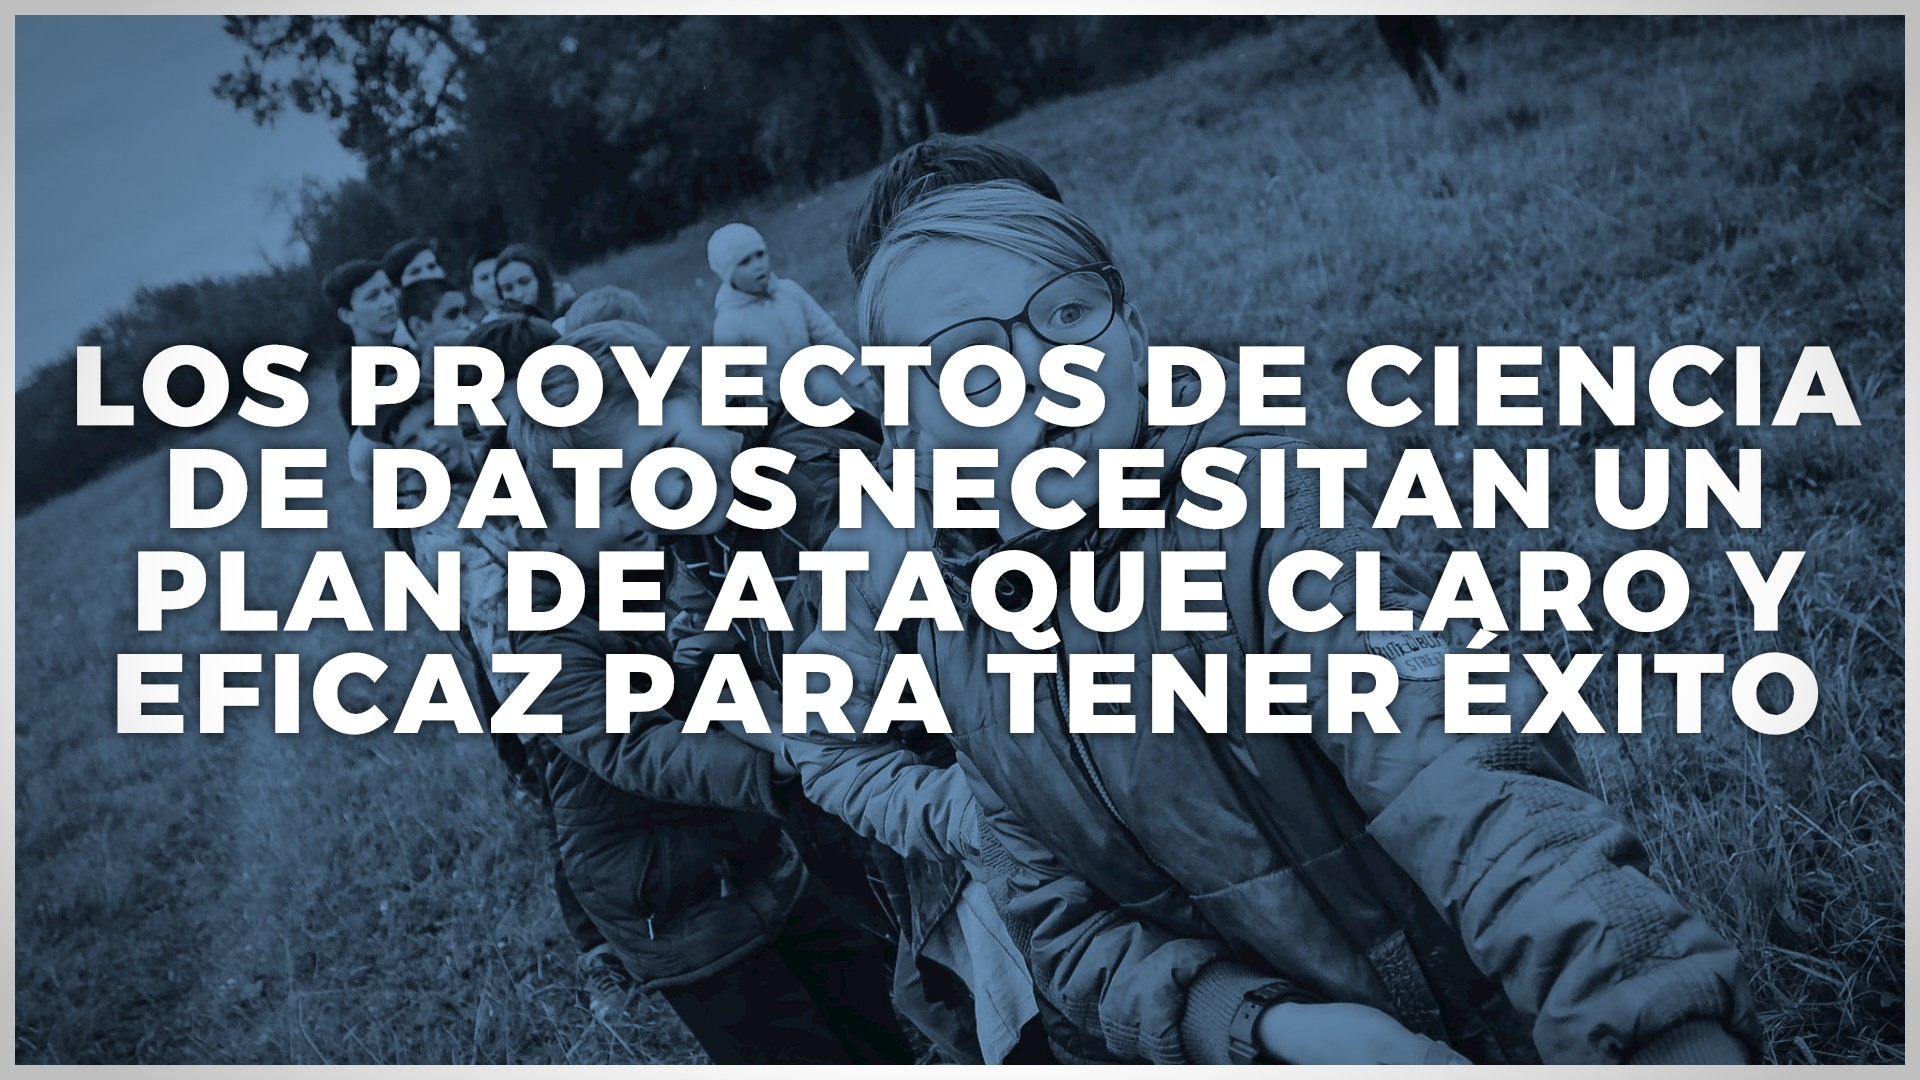 LOS PROYECTOS DE CIENCIA
DE DATOS NECESITAN UN
PLAN DE ATAQUE CLARO Y
EFICAZ PARA TENER ÉXITO